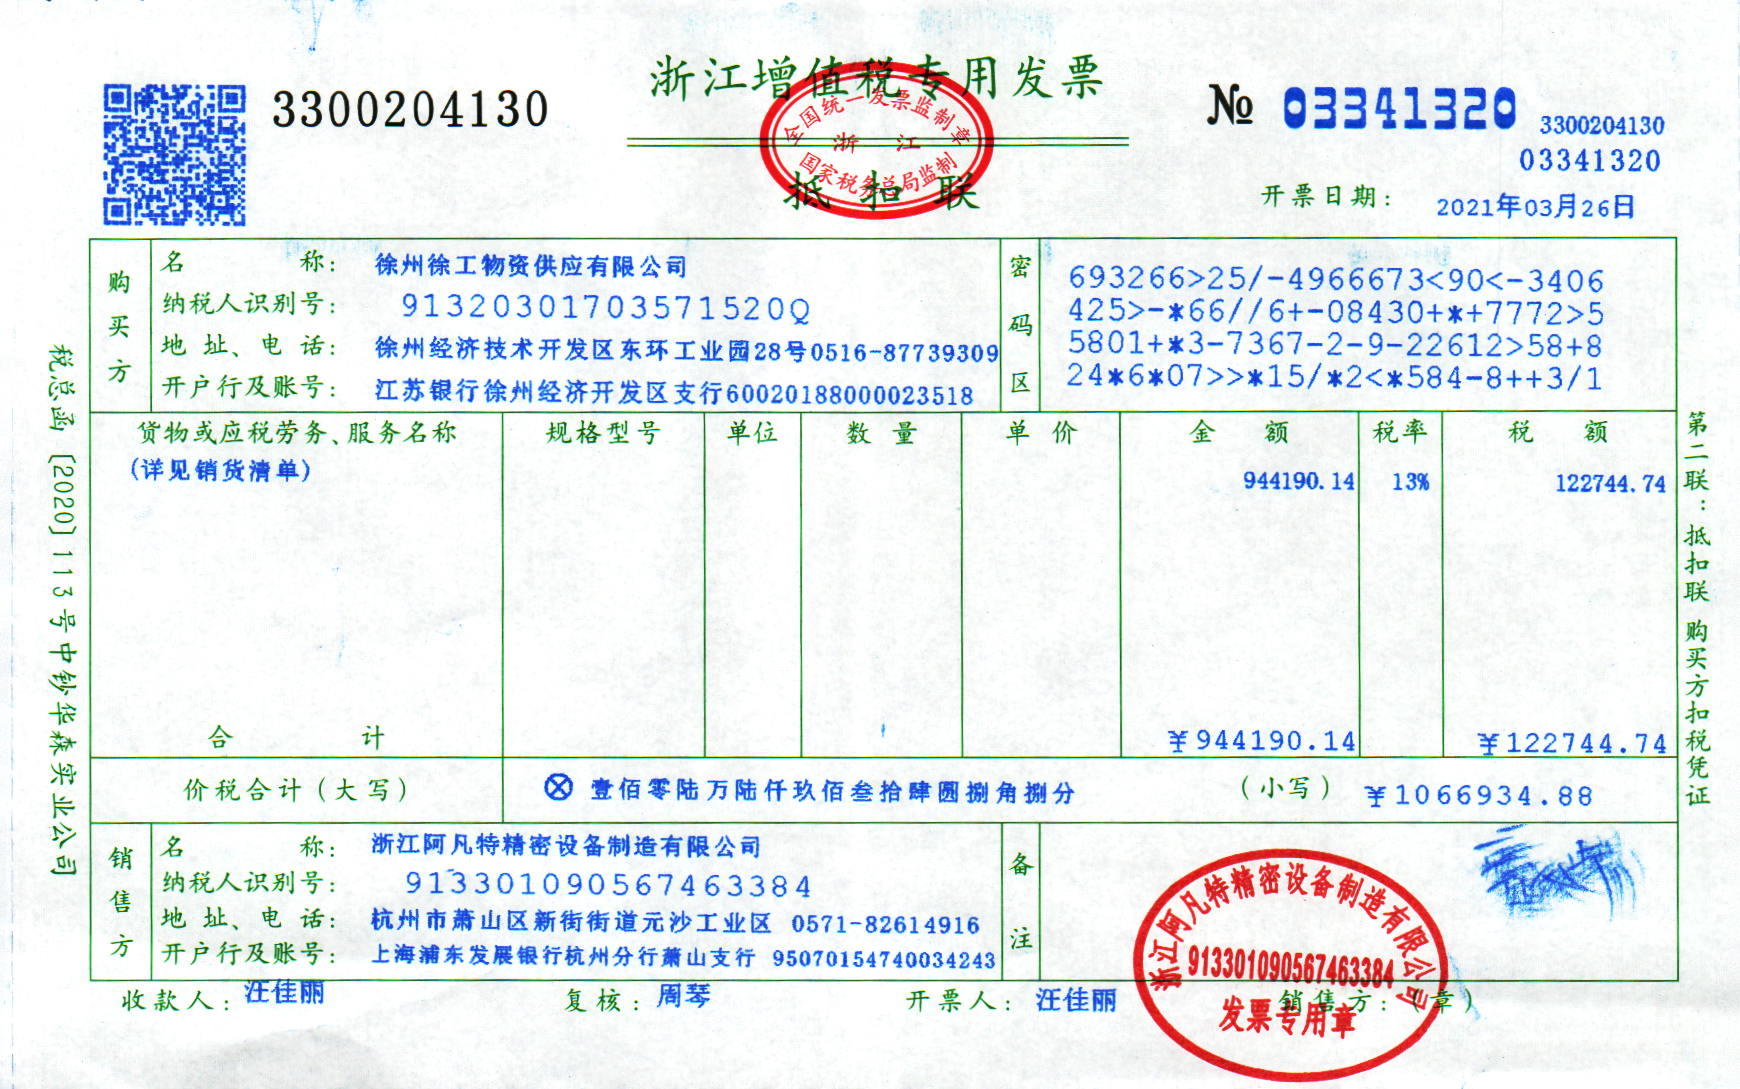 浙江增值税专用发票
3300204130
№ 03341320
3300204130
03341320
全国统一发票监制章
浙 江
国家税务总局监制
抵 扣 联
开票日期: 2021年03月26日
购买方
名 称: 徐州徐工物资供应有限公司
纳税人识别号: 91320301703571520Q
地 址、电 话: 徐州经济技术开发区东环工业园28号0516-87739309
开户行及账号: 江苏银行徐州经济开发区支行60020188000023518
密码区
693266>25/-4966673<90<-3406
425>-*66//6+-08430+*+7772>5
5801+*3-7367-2-9-22612>58+8
24*6*07>>*15/*2<*584-8++3/1
货物或应税劳务、服务名称 规格型号 单位 数 量 单 价 金 额 税率 税 额
(详见销货清单) 944190.14 13% 122744.74
合 计 ¥944190.14 ¥122744.74
价税合计(大写) ⊗ 壹佰零陆万陆仟玖佰叁拾肆圆捌角捌分 (小写) ¥1066934.88
销售方
名 称: 浙江阿凡特精密设备制造有限公司
纳税人识别号: 913301090567463384
地 址、电 话: 杭州市萧山区新街街道元沙工业区 0571-82614916
开户行及账号: 上海浦东发展银行杭州分行萧山支行 95070154740034243
备注
浙江阿凡特精密设备制造有限公司
913301090567463384
发票专用章
收款人: 汪佳丽 复核: 周琴 开票人: 汪佳丽 销售方:(章)
税总函〔2020〕113号中钞华森实业公司
第二联:抵扣联 购买方扣税凭证